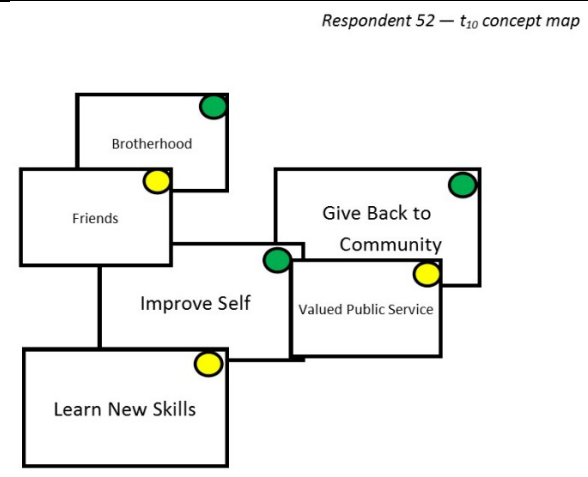 Respondent 52 — t₁₀ concept map
Brotherhood
Friends
Give Back to
Community
Improve Self
Valued Public Service
Learn New Skills